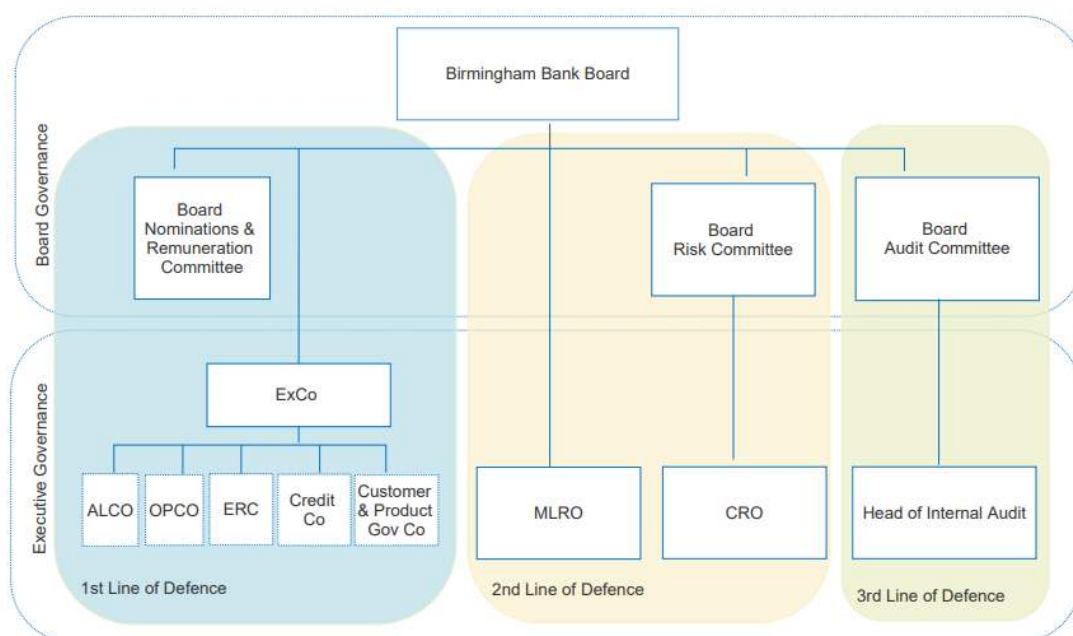 Birmingham Bank Board
Board Governance
Board
Nominations &
Remuneration
Committee
Board
Risk Committee
Board
Audit Committee
Executive Governance
ExCo
ALCO
OPCO
ERC
Credit
Co
Customer
& Product
Gov Co
MLRO
CRO
Head of Internal Audit
1st Line of Defence
2nd Line of Defence
3rd Line of Defence